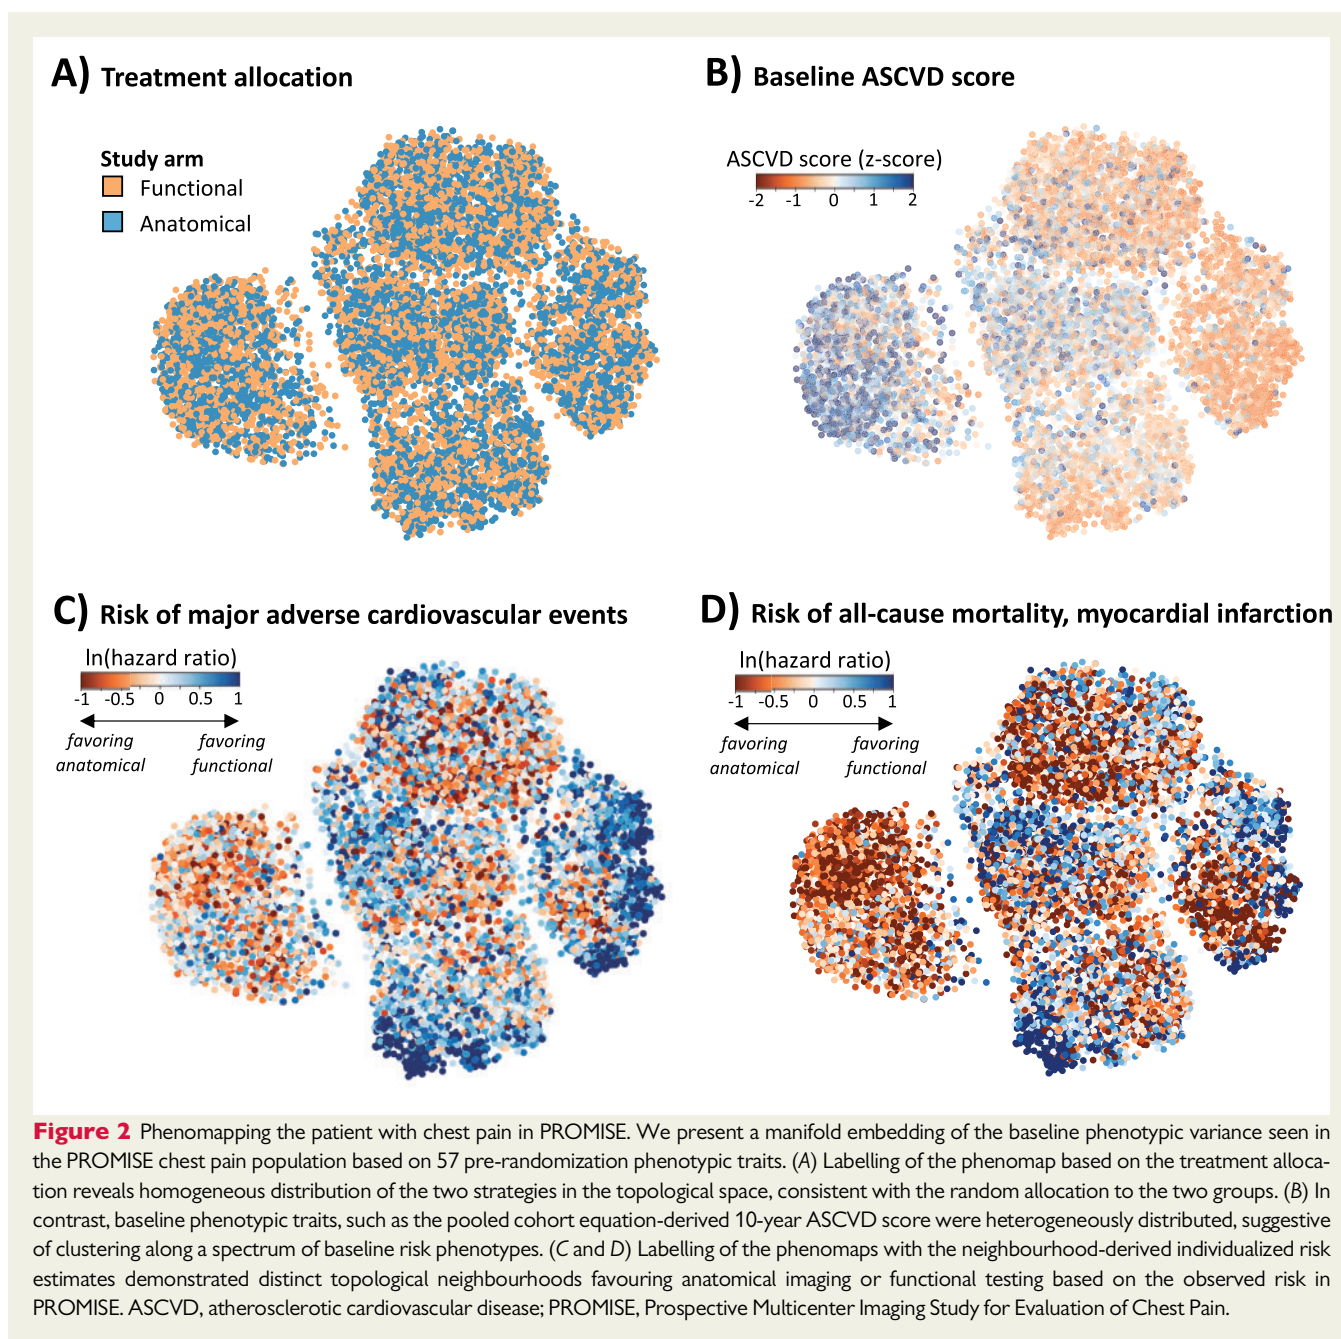 A) Treatment allocation
Study arm
Functional
Anatomical
B) Baseline ASCVD score
ASCVD score (z-score)
-2 -1 0 1 2
C) Risk of major adverse cardiovascular events
ln(hazard ratio)
-1 -0.5 0 0.5 1
favoring anatomical
favoring functional
D) Risk of all-cause mortality, myocardial infarction
ln(hazard ratio)
-1 -0.5 0 0.5 1
favoring anatomical
favoring functional
Figure 2 Phenomapping the patient with chest pain in PROMISE. We present a manifold embedding of the baseline phenotypic variance seen in
the PROMISE chest pain population based on 57 pre-randomization phenotypic traits. (A) Labelling of the phenomap based on the treatment alloca-
tion reveals homogeneous distribution of the two strategies in the topological space, consistent with the random allocation to the two groups. (B) In
contrast, baseline phenotypic traits, such as the pooled cohort equation-derived 10-year ASCVD score were heterogeneously distributed, suggestive
of clustering along a spectrum of baseline risk phenotypes. (C and D) Labelling of the phenomaps with the neighbourhood-derived individualized risk
estimates demonstrated distinct topological neighbourhoods favouring anatomical imaging or functional testing based on the observed risk in
PROMISE. ASCVD, atherosclerotic cardiovascular disease; PROMISE, Prospective Multicenter Imaging Study for Evaluation of Chest Pain.